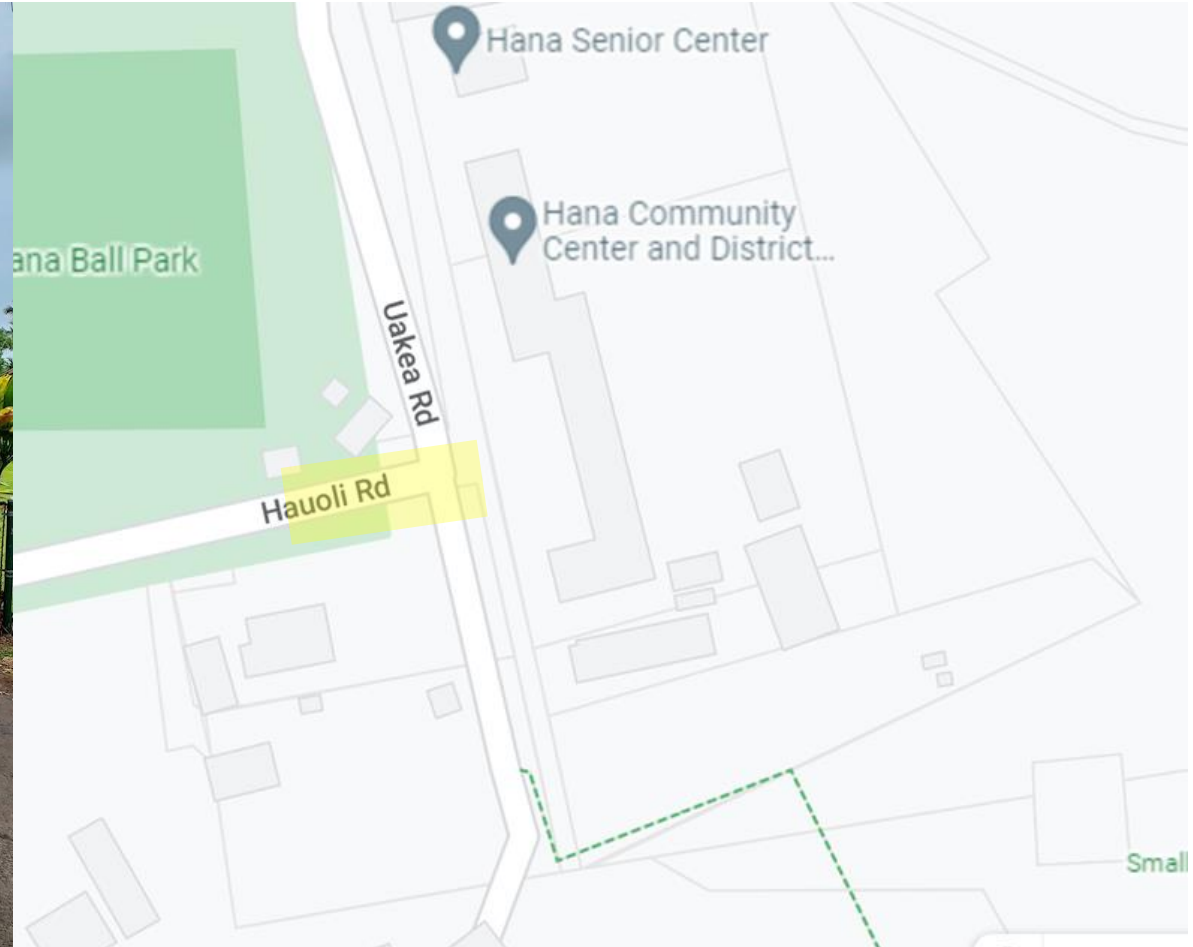 Hana Senior Center
Hana Community
Center and District...
ana Ball Park
Uakea Rd
Hauoli Rd
Small